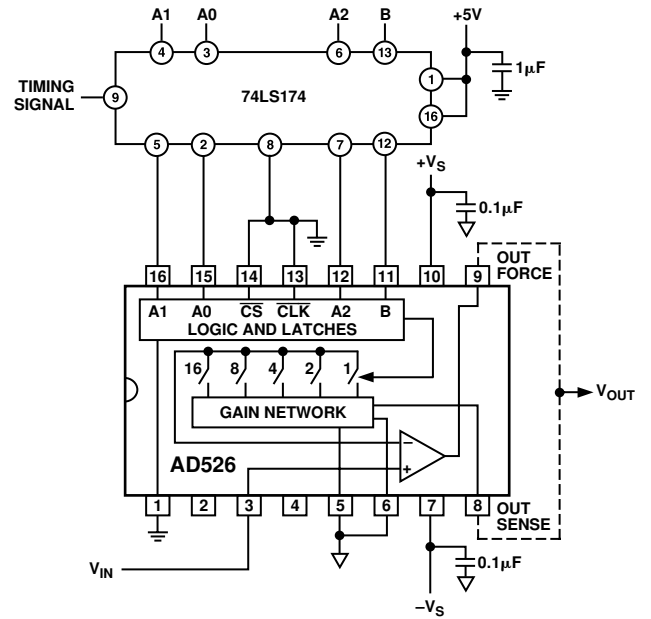 A1 A0 A2 B +5V
4 3 6 13
1 1μF
TIMING
SIGNAL
9 74LS174
16
5 2 8 7 12
+VS
0.1μF
OUT
FORCE
16 15 14 13 12 11 10 9
A1 A0 CS CLK A2 B
LOGIC AND LATCHES
16 8 4 2 1
VOUT
GAIN NETWORK
–
+
AD526
1 2 3 4 5 6 7 8
OUT
SENSE
VIN
0.1μF
–VS